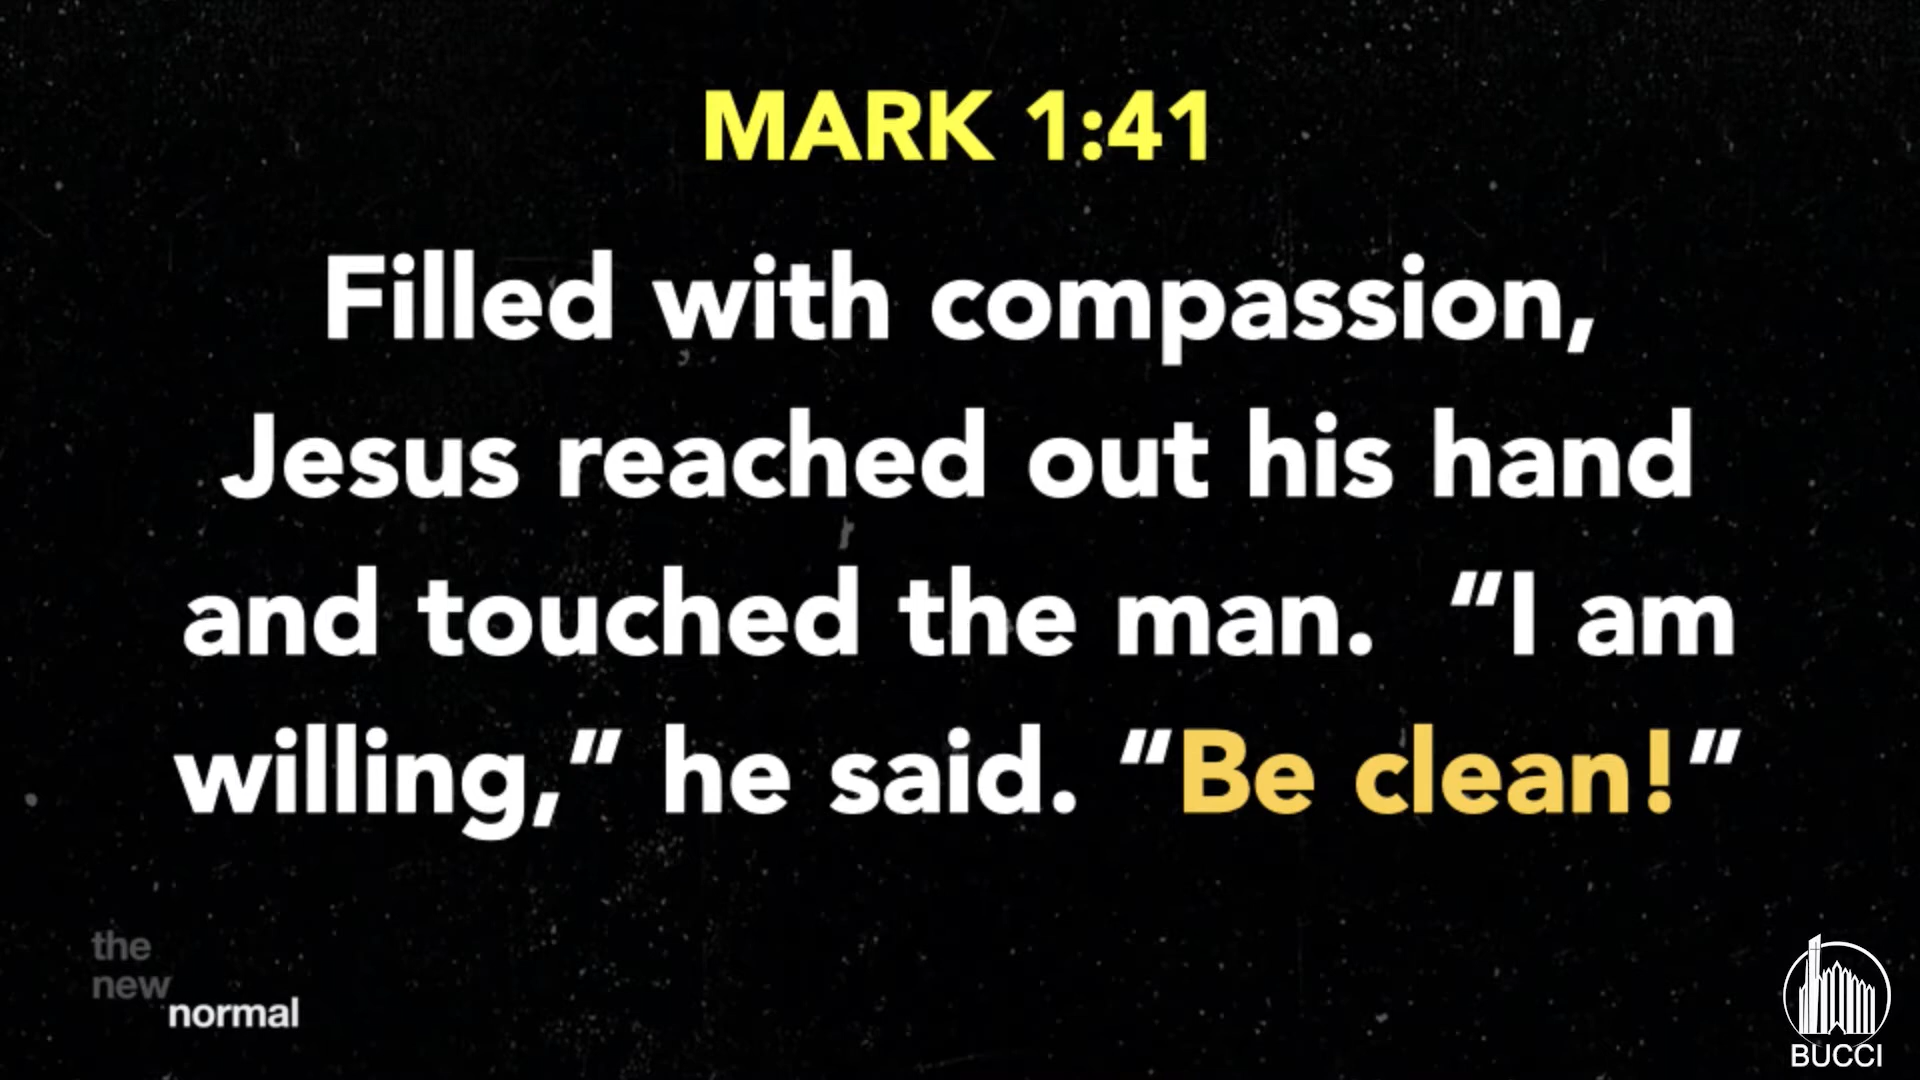 MARK 1:41
Filled with compassion,
Jesus reached out his hand
and touched the man.  “I am
willing,” he said. “Be clean!”
the
new
normal
BUCCI